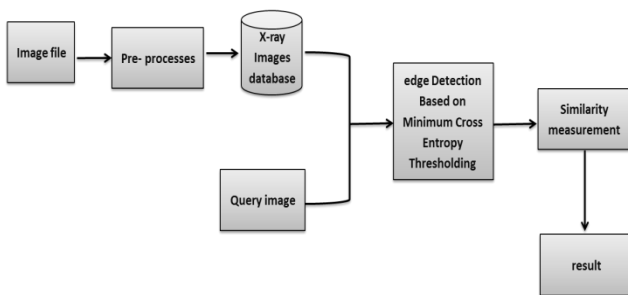 Image file
Pre- processes
X-ray
Images
database
edge Detection
Based on
Minimum Cross
Entropy
Thresholding
Similarity
measurement
Query image
result